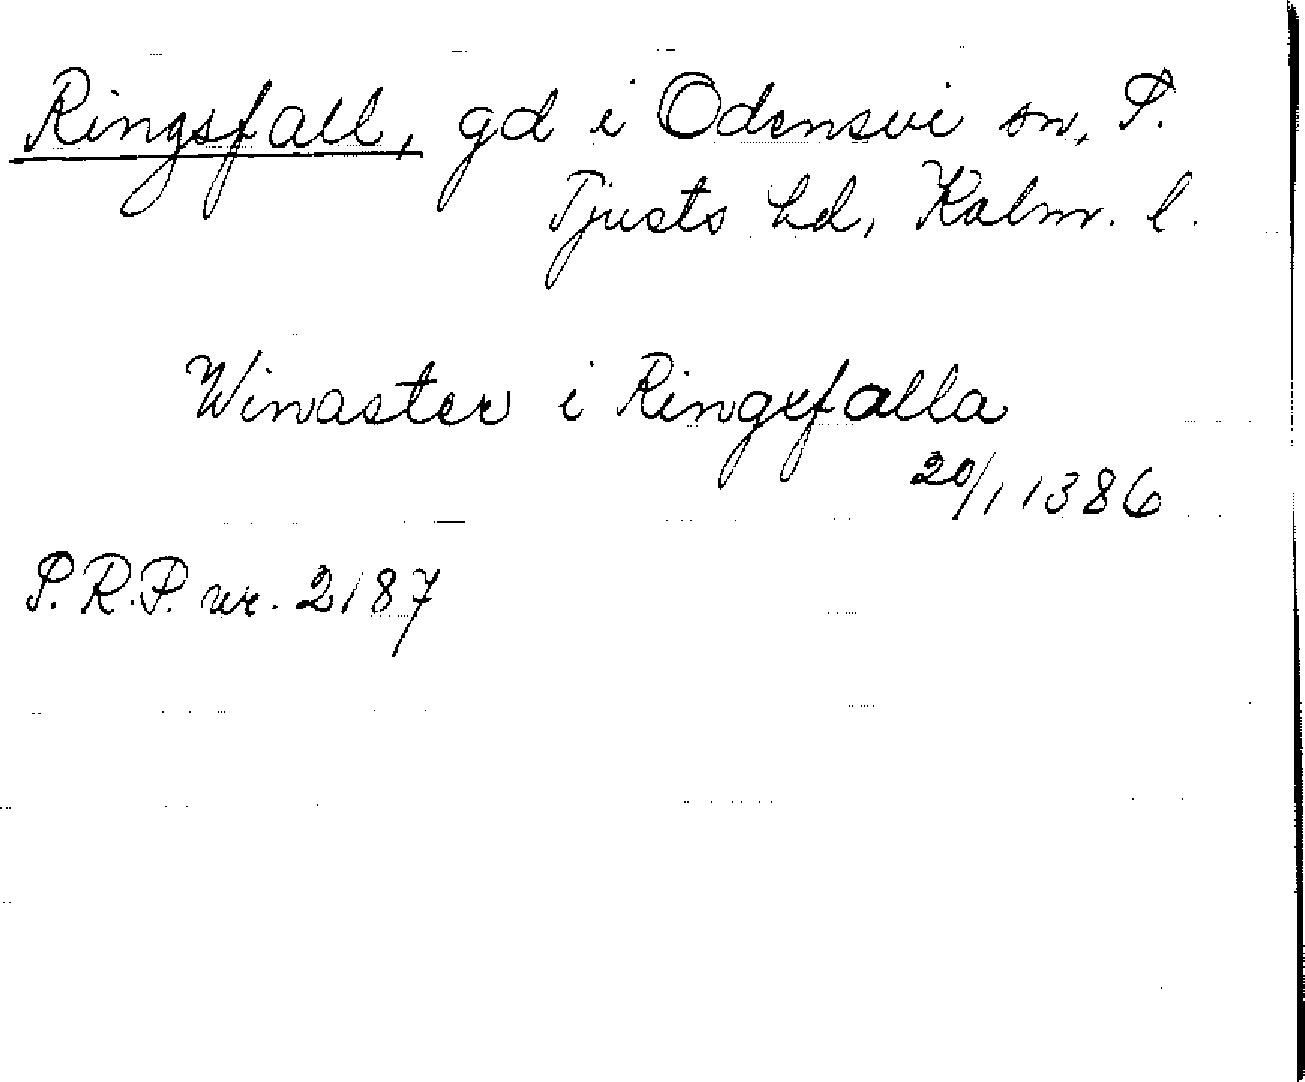 Ringsfall, gd i Odensvi sn, S.
Tjusts hd, Kalm. l.
Winaster i Ringxfalla
20/1 1386
S.R.P. nr. 2187